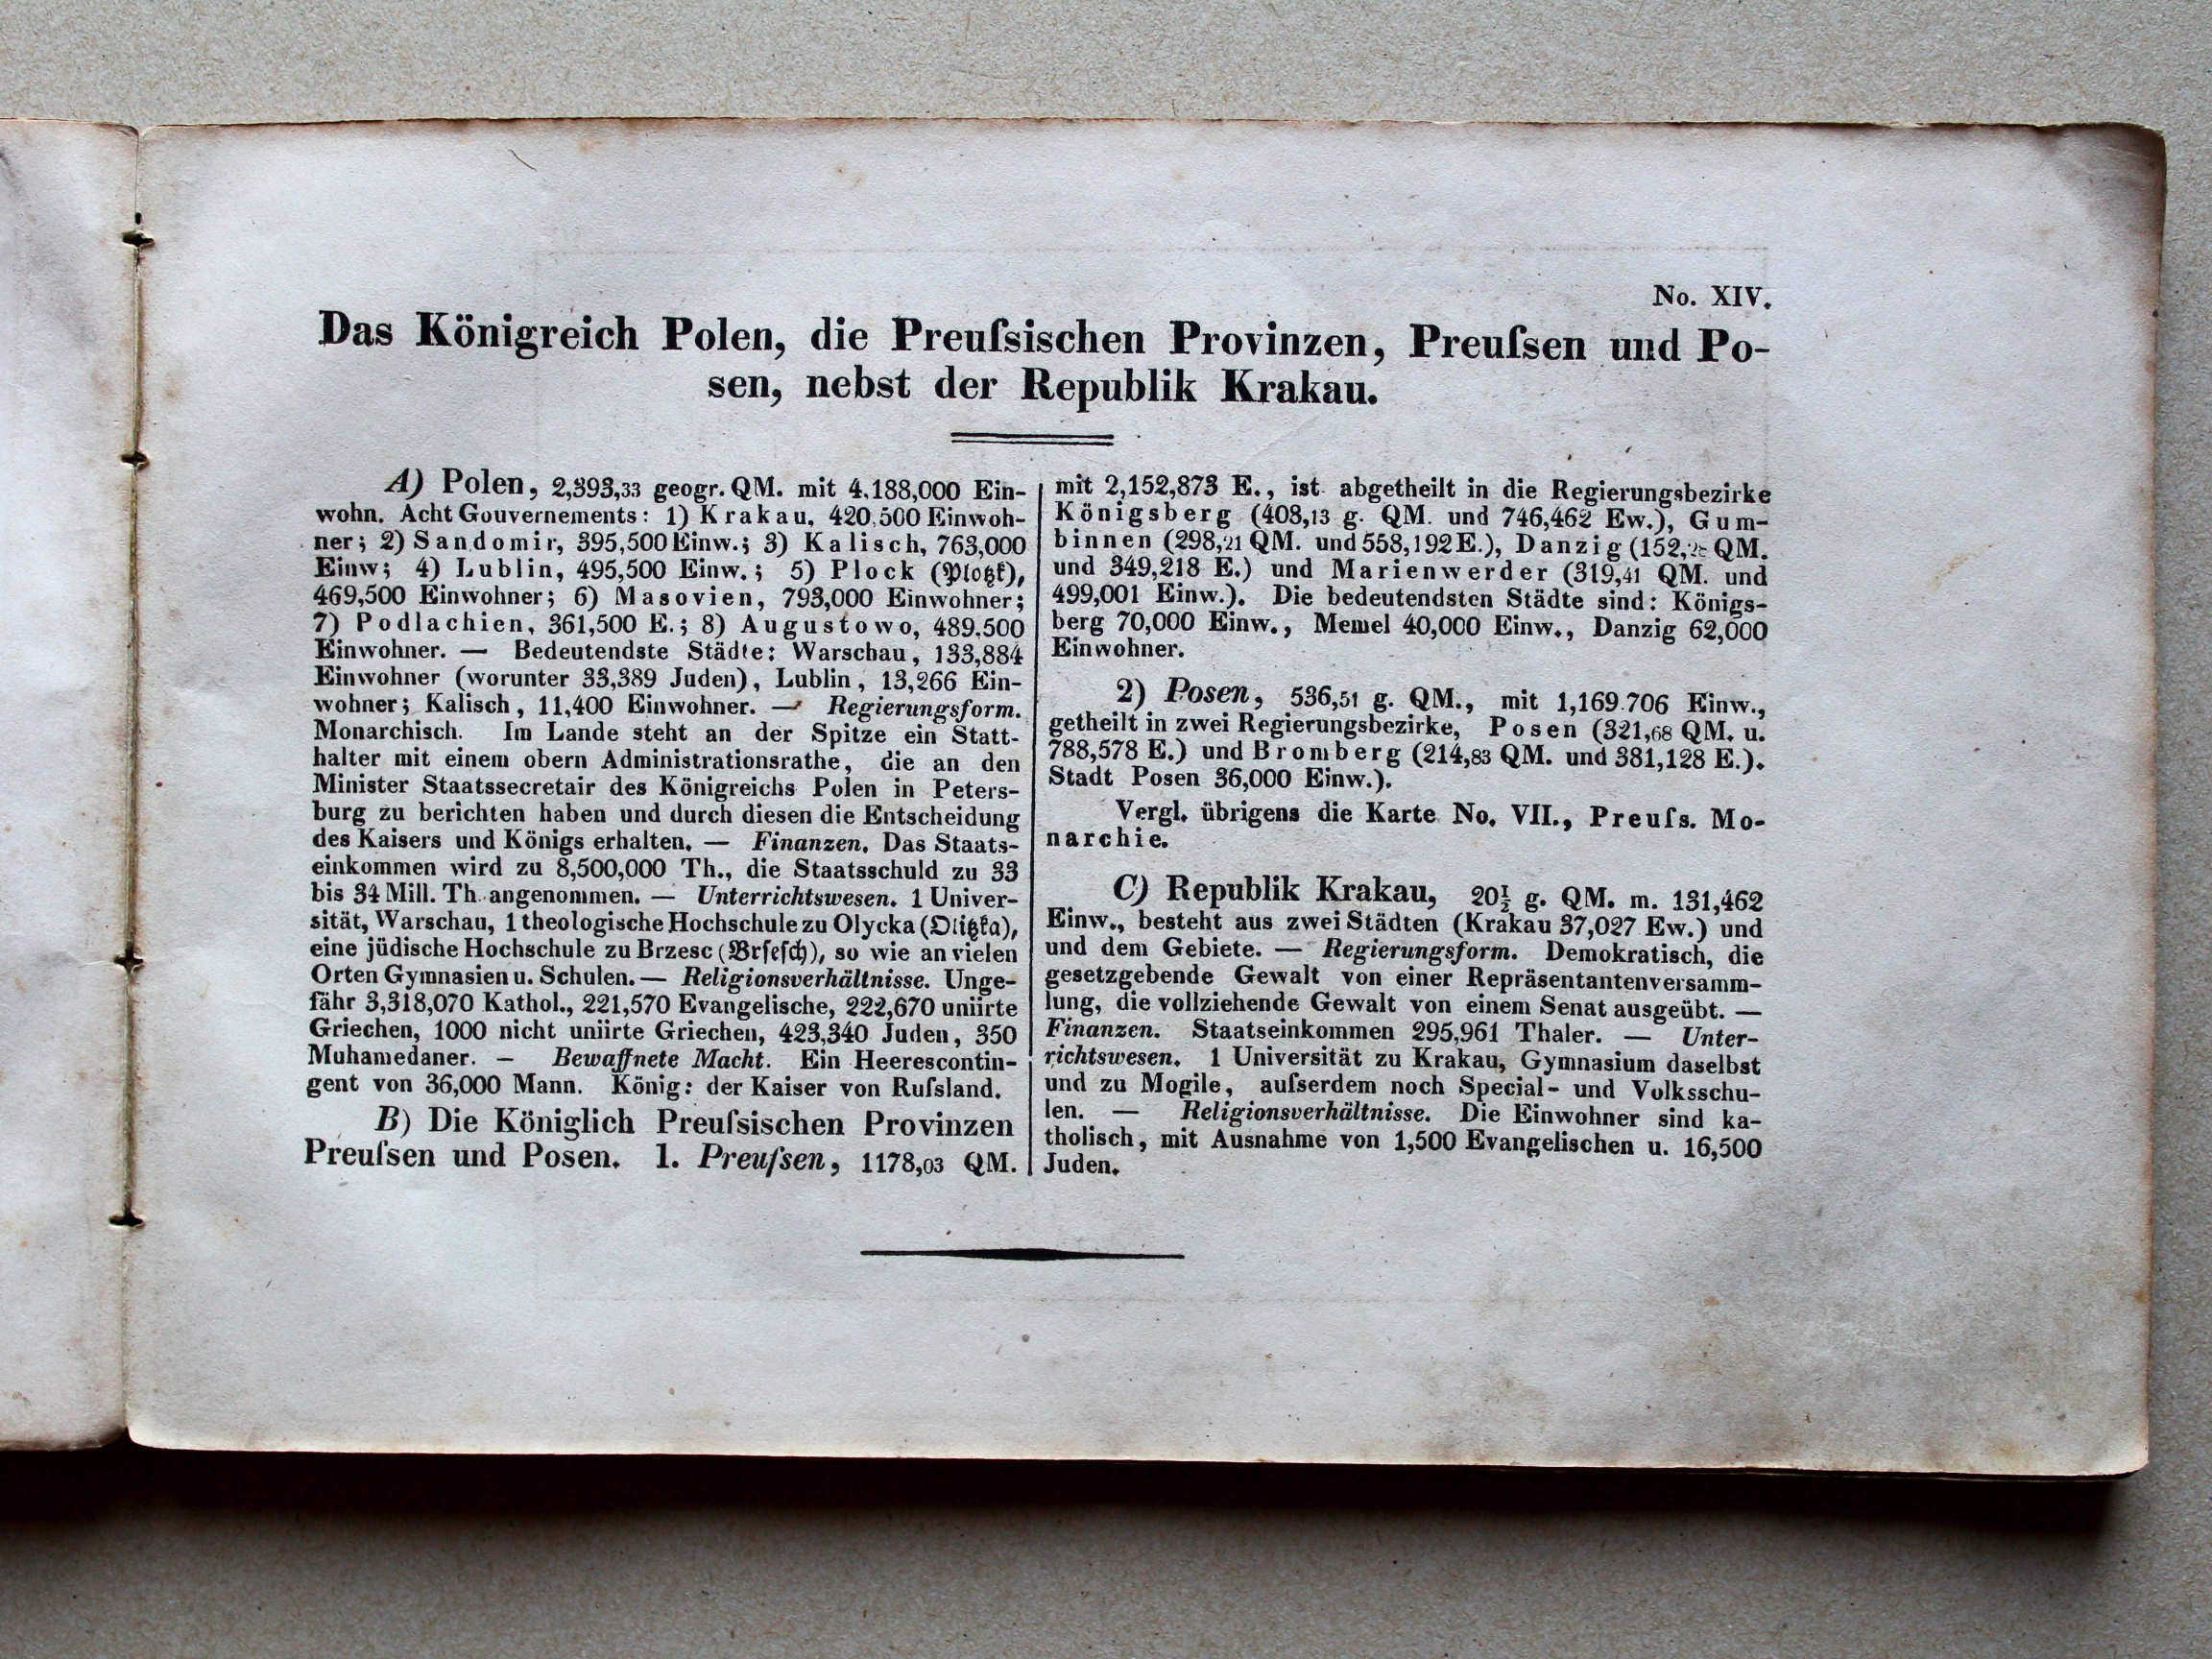 No. XIV.
Das Königreich Polen, die Preuſsischen Provinzen, Preuſsen und Po-
sen, nebst der Republik Krakau.
A) Polen, 2,393,33 geogr. QM. mit 4.188,000 Ein-
wohn. Acht Gouvernements: 1) Krakau, 420,500 Einwoh-
ner; 2) Sandomir, 395,500 Einw.; 3) Kalisch, 763,000
Einw; 4) Lublin, 495,500 Einw.; 5) Plock (Plotzk),
469,500 Einwohner; 6) Masovien, 793,000 Einwohner;
7) Podlachien, 361,500 E.; 8) Augustowo, 489,500
Einwohner. — Bedeutendste Städte: Warschau, 133,884
Einwohner (worunter 33,389 Juden), Lublin, 13,266 Ein-
wohner; Kalisch, 11,400 Einwohner. — Regierungsform.
Monarchisch. Im Lande steht an der Spitze ein Statt-
halter mit einem obern Administrationsrathe, die an den
Minister Staatssecretair des Königreichs Polen in Peters-
burg zu berichten haben und durch diesen die Entscheidung
des Kaisers und Königs erhalten. — Finanzen. Das Staats-
einkommen wird zu 8,500,000 Th., die Staatsschuld zu 33
bis 34 Mill. Th. angenommen. — Unterrichtswesen. 1 Univer-
sität, Warschau, 1 theologische Hochschule zu Olycka (Olitzka),
eine jüdische Hochschule zu Brzesc (Brſeſch), so wie an vielen
Orten Gymnasien u. Schulen. — Religionsverhältnisse. Unge-
fähr 3,318,070 Kathol., 221,570 Evangelische, 222,670 uniirte
Griechen, 1000 nicht uniirte Griechen, 423,340 Juden, 350
Muhamedaner. — Bewaffnete Macht. Ein Heerescontin-
gent von 36,000 Mann. König: der Kaiser von Ruſsland.
B) Die Königlich Preuſsischen Provinzen
Preuſsen und Posen. 1. Preuſsen, 1178,03 QM.
mit 2,152,873 E., ist abgetheilt in die Regierungsbezirke
Königsberg (408,13 g. QM. und 746,462 Ew.), Gum-
binnen (298,21 QM. und 558,192 E.), Danzig (152, QM.
und 349,218 E.) und Marienwerder (319,41 QM. und
499,001 Einw.). Die bedeutendsten Städte sind: Königs-
berg 70,000 Einw., Memel 40,000 Einw., Danzig 62,000
Einwohner.
2) Posen, 536,51 g. QM., mit 1,169.706 Einw.,
getheilt in zwei Regierungsbezirke, Posen (321,68 QM. u.
788,578 E.) und Bromberg (214,83 QM. und 381,128 E.).
Stadt Posen 36,000 Einw.).
Vergl. übrigens die Karte No. VII., Preuſs. Mo-
narchie.
C) Republik Krakau, 20½ g. QM. m. 131,462
Einw., besteht aus zwei Städten (Krakau 37,027 Ew.) und
und dem Gebiete. — Regierungsform. Demokratisch, die
gesetzgebende Gewalt von einer Repräsentantenversamm-
lung, die vollziehende Gewalt von einem Senat ausgeübt. —
Finanzen. Staatseinkommen 295,961 Thaler. — Unter-
richtswesen. 1 Universität zu Krakau, Gymnasium daselbst
und zu Mogile, auſserdem noch Special- und Volksschu-
len. — Religionsverhältnisse. Die Einwohner sind ka-
tholisch, mit Ausnahme von 1,500 Evangelischen u. 16,500
Juden.